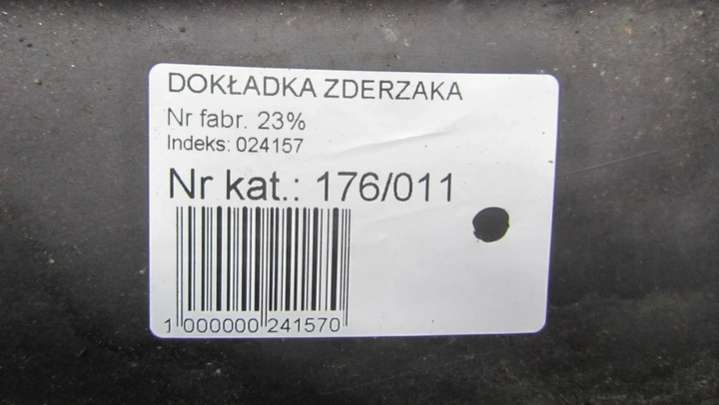 DOKŁADKA ZDERZAKA
Nr fabr. 23%
Indeks: 024157
Nr kat.: 176/011
1 000000 241570